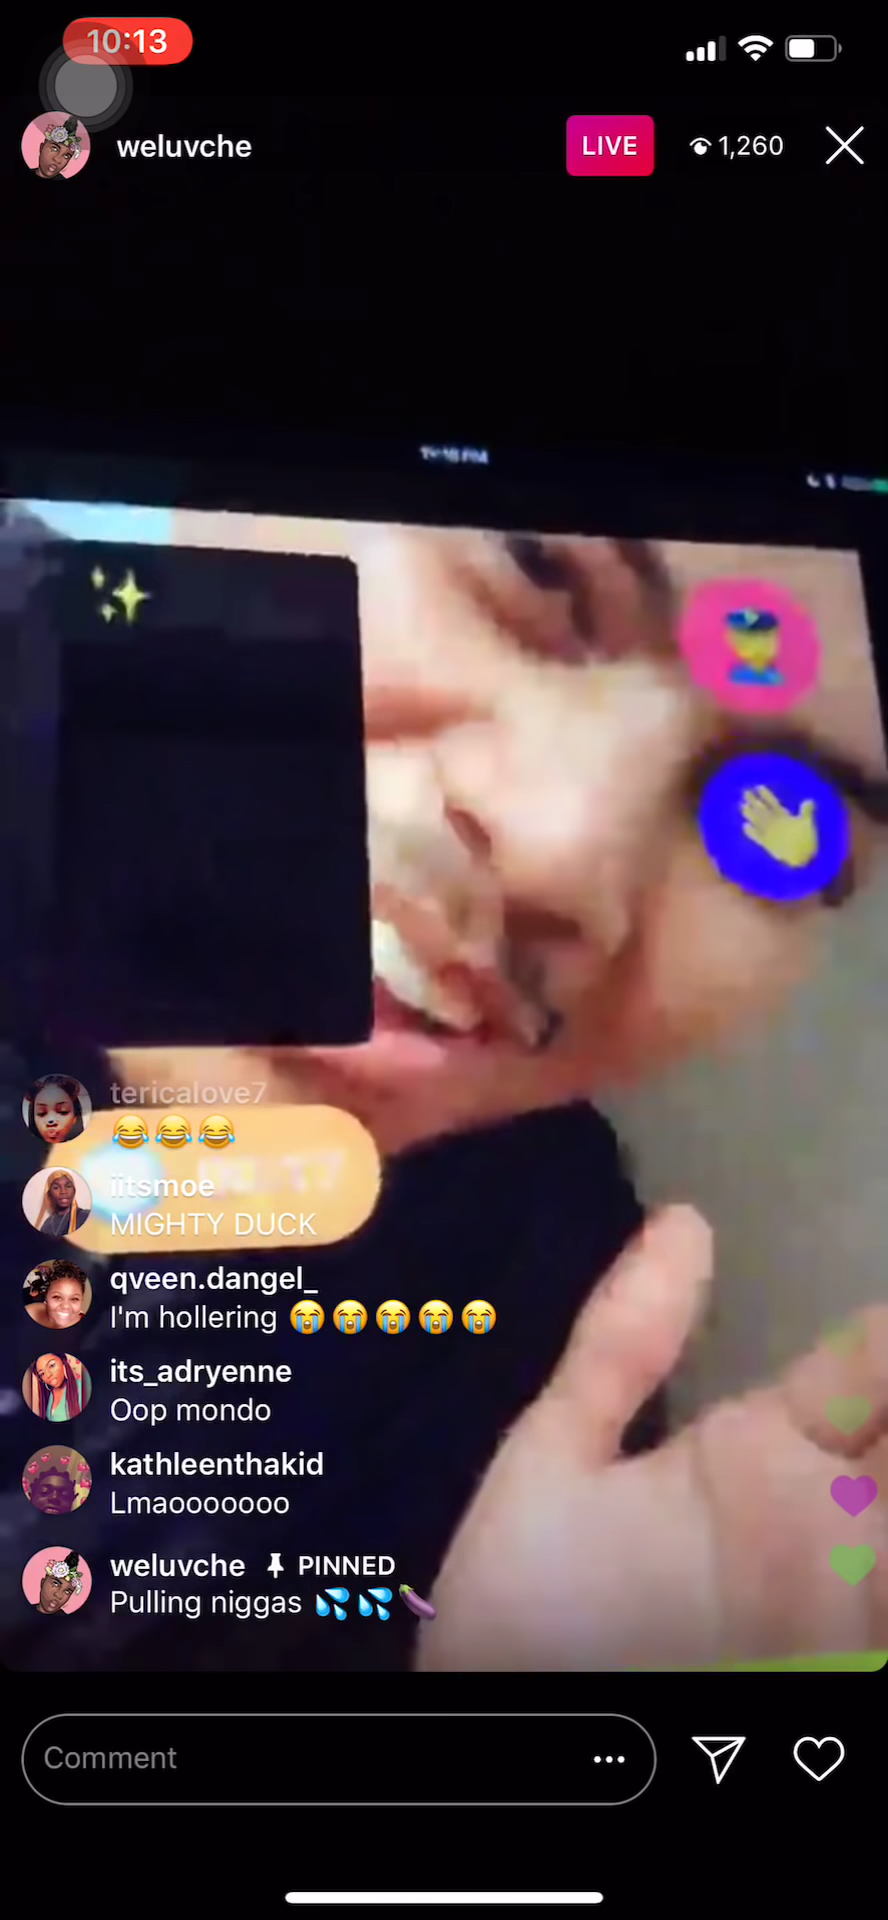 10:13
weluvche
LIVE
1,260
tericalove7
😂😂😂
iitsmoe
MIGHTY DUCK
qveen.dangel_
I'm hollering 😭😭😭😭😭
its_adryenne
Oop mondo
kathleenthakid
Lmaooooooo
weluvche PINNED
Pulling niggas 💦💦🍆
Comment